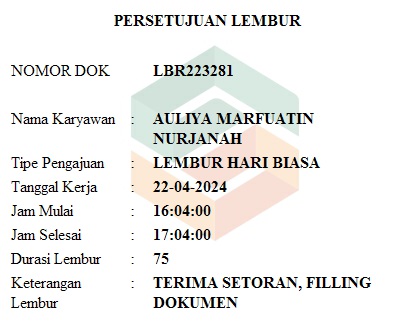 PERSETUJUAN LEMBUR
NOMOR DOK LBR223281
Nama Karyawan : AULIYA MARFUATIN
NURJANAH
Tipe Pengajuan : LEMBUR HARI BIASA
Tanggal Kerja : 22-04-2024
Jam Mulai : 16:04:00
Jam Selesai : 17:04:00
Durasi Lembur : 75
Keterangan : TERIMA SETORAN, FILLING
Lembur DOKUMEN